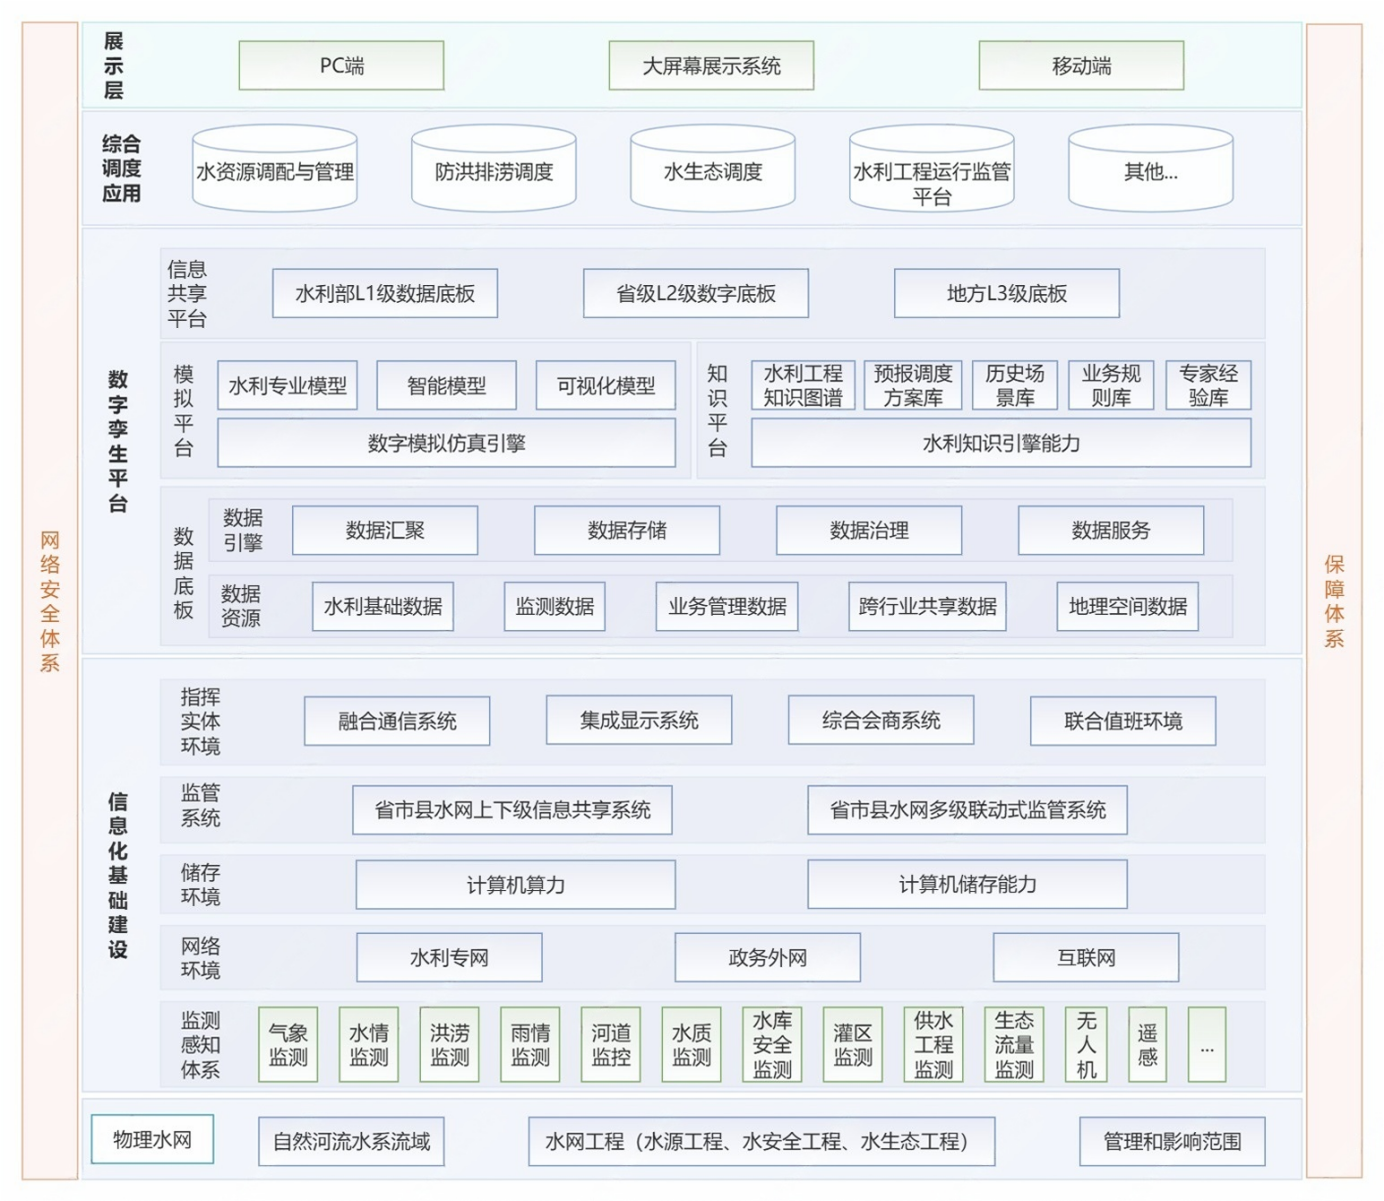 展
示
层
PC端
大屏幕展示系统
移动端
综合
调度
应用
水资源调配与管理
防洪排涝调度
水生态调度
水利工程运行监管
平台
其他...
数
字
孪
生
平
台
信息
共享
平台
水利部L1级数据底板
省级L2级数字底板
地方L3级底板
模
拟
平
台
水利专业模型
智能模型
可视化模型
数字模拟仿真引擎
知
识
平
台
水利工程
知识图谱
预报调度
方案库
历史场
景库
业务规
则库
专家经
验库
水利知识引擎能力
数
据
底
板
数据
引擎
数据汇聚
数据存储
数据治理
数据服务
数据
资源
水利基础数据
监测数据
业务管理数据
跨行业共享数据
地理空间数据
信
息
化
基
础
建
设
指挥
实体
环境
融合通信系统
集成显示系统
综合会商系统
联合值班环境
监管
系统
省市县水网上下级信息共享系统
省市县水网多级联动式监管系统
储存
环境
计算机算力
计算机储存能力
网络
环境
水利专网
政务外网
互联网
监测
感知
体系
气象
监测
水情
监测
洪涝
监测
雨情
监测
河道
监控
水质
监测
水库
安全
监测
灌区
监测
供水
工程
监测
生态
流量
监测
无
人
机
遥
感
...
物理水网
自然河流水系流域
水网工程（水源工程、水安全工程、水生态工程）
管理和影响范围
网
络
安
全
体
系
保
障
体
系